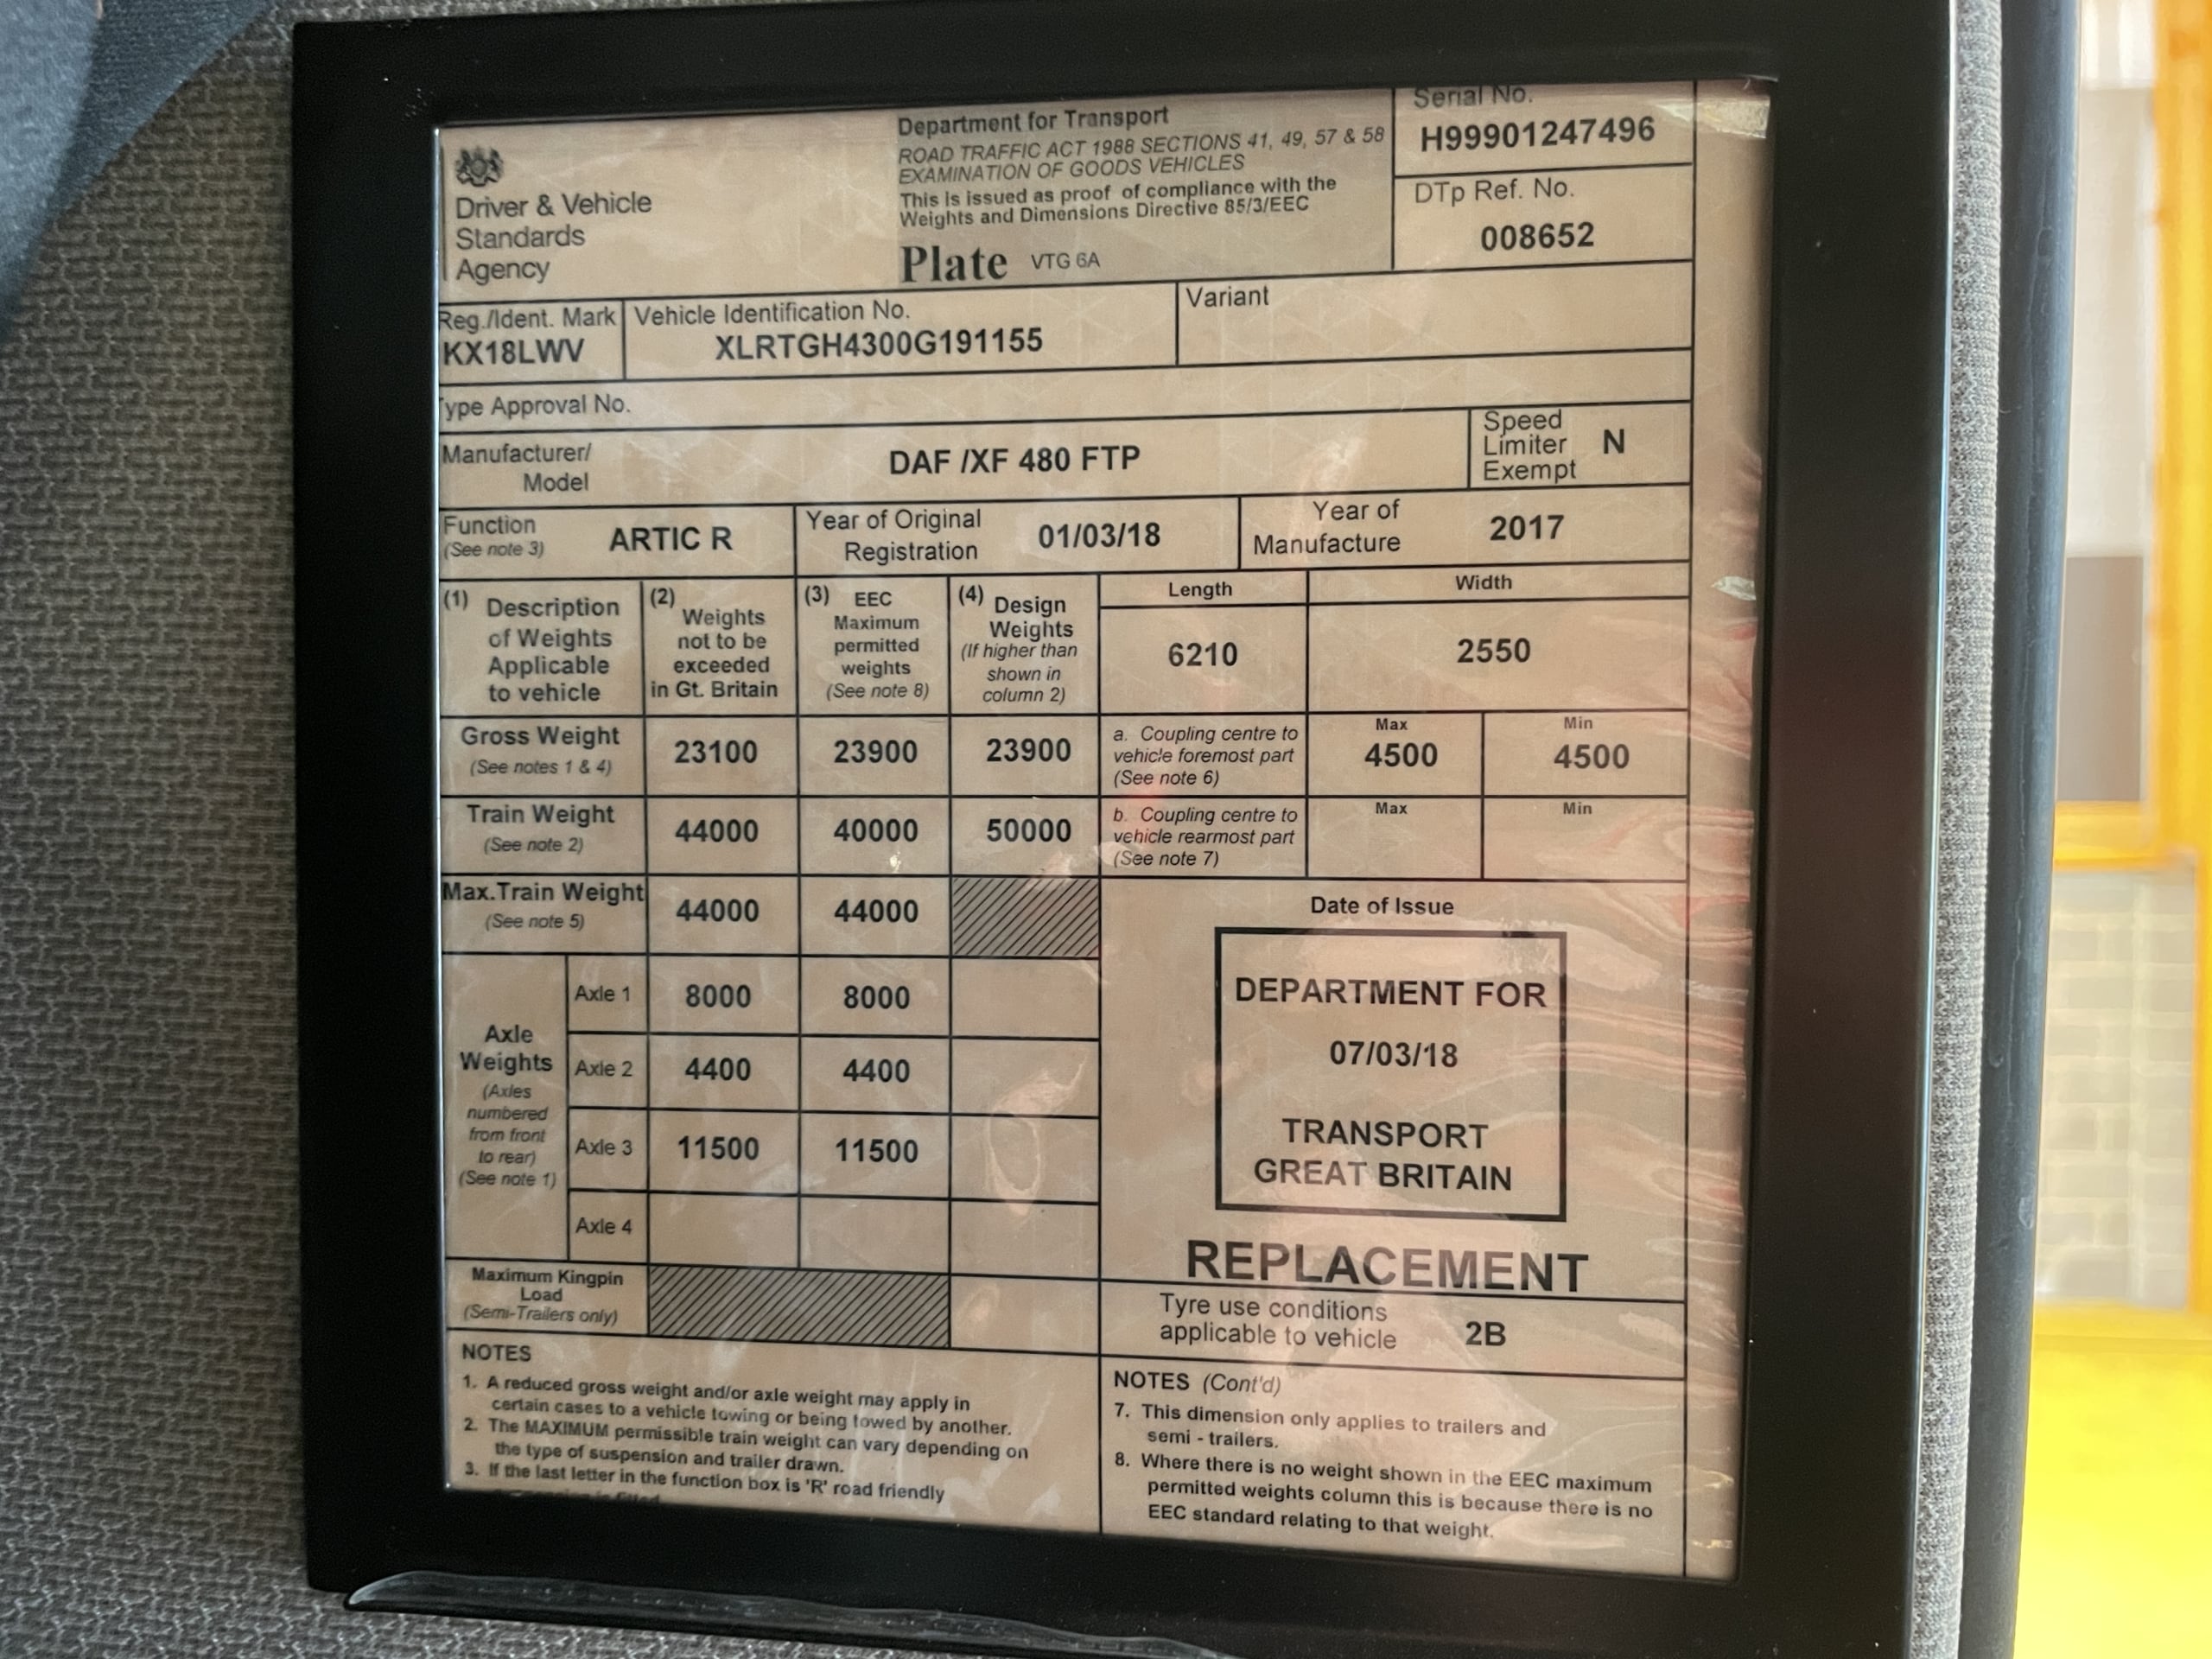 Driver & Vehicle
Standards
Agency
Department for Transport
ROAD TRAFFIC ACT 1988 SECTIONS 41, 49, 57 & 58
EXAMINATION OF GOODS VEHICLES
This is issued as proof of compliance with the
Weights and Dimensions Directive 85/3/EEC
Plate VTG 6A
Serial No.
H99901247496
DTp Ref. No.
008652
Reg./Ident. Mark
KX18LWV
Vehicle Identification No.
XLRTGH4300G191155
Variant
Type Approval No.
Manufacturer/
Model
DAF /XF 480 FTP
Speed
Limiter
Exempt
N
Function
(See note 3)
ARTIC R
Year of Original
Registration
01/03/18
Year of
Manufacture
2017
(1) Description
of Weights
Applicable
to vehicle
(2) Weights
not to be
exceeded
in Gt. Britain
(3) EEC
Maximum
permitted
weights
(See note 8)
(4) Design
Weights
(If higher than
shown in
column 2)
Length
6210
Width
2550
Gross Weight
(See notes 1 & 4)
23100
23900
23900
a. Coupling centre to
vehicle foremost part
(See note 6)
Max
4500
Min
4500
Train Weight
(See note 2)
44000
40000
50000
b. Coupling centre to
vehicle rearmost part
(See note 7)
Max
Min
Max.Train Weight
(See note 5)
44000
44000
Axle
Weights
(Axles
numbered
from front
to rear)
(See note 1)
Axle 1
8000
8000
Axle 2
4400
4400
Axle 3
11500
11500
Axle 4
Maximum Kingpin
Load
(Semi-Trailers only)
Date of Issue
DEPARTMENT FOR
07/03/18
TRANSPORT
GREAT BRITAIN
REPLACEMENT
Tyre use conditions
applicable to vehicle
2B
NOTES
1. A reduced gross weight and/or axle weight may apply in
certain cases to a vehicle towing or being towed by another.
2. The MAXIMUM permissible train weight can vary depending on
the type of suspension and trailer drawn.
3. If the last letter in the function box is 'R' road friendly
NOTES (Cont'd)
7. This dimension only applies to trailers and
semi - trailers.
8. Where there is no weight shown in the EEC maximum
permitted weights column this is because there is no
EEC standard relating to that weight.